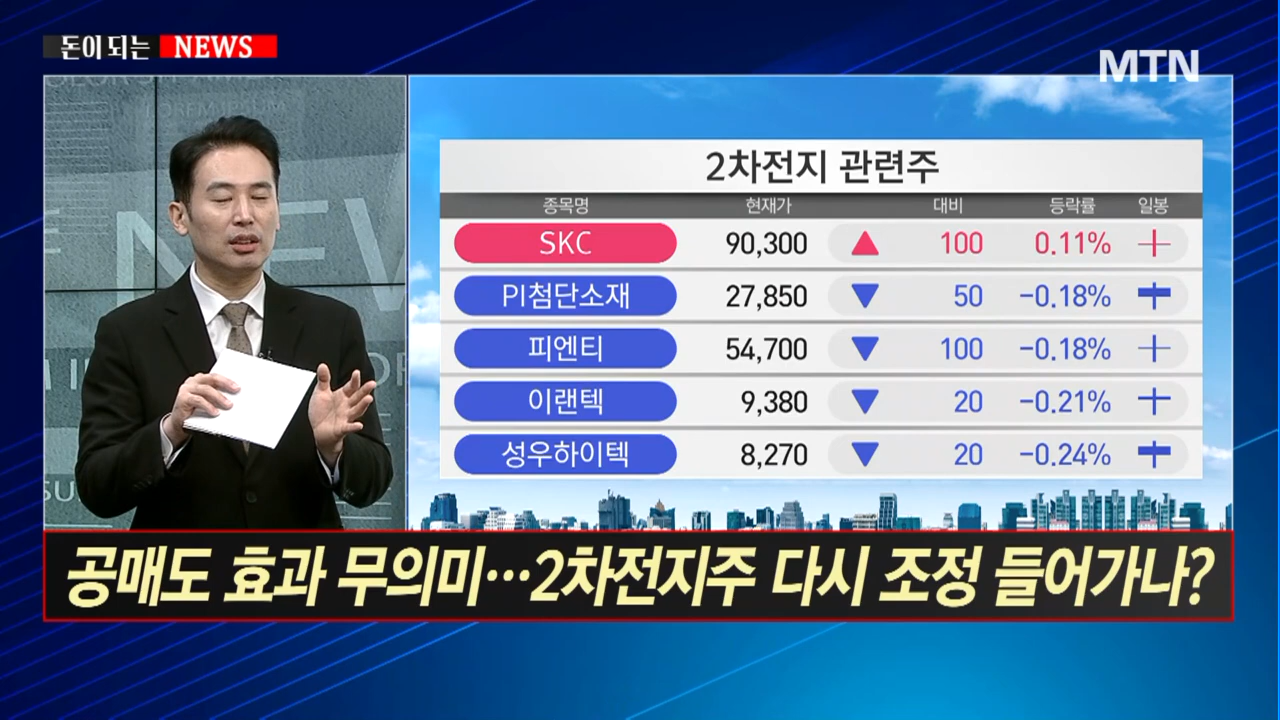 돈이 되는 NEWS
MTN
2차전지 관련주
종목명 현재가 대비 등락률 일봉
SKC 90,300 ▲ 100 0.11%
PI첨단소재 27,850 ▼ 50 -0.18%
피엔티 54,700 ▼ 100 -0.18%
이랜텍 9,380 ▼ 20 -0.21%
성우하이텍 8,270 ▼ 20 -0.24%
공매도 효과 무의미…2차전지주 다시 조정 들어가나?